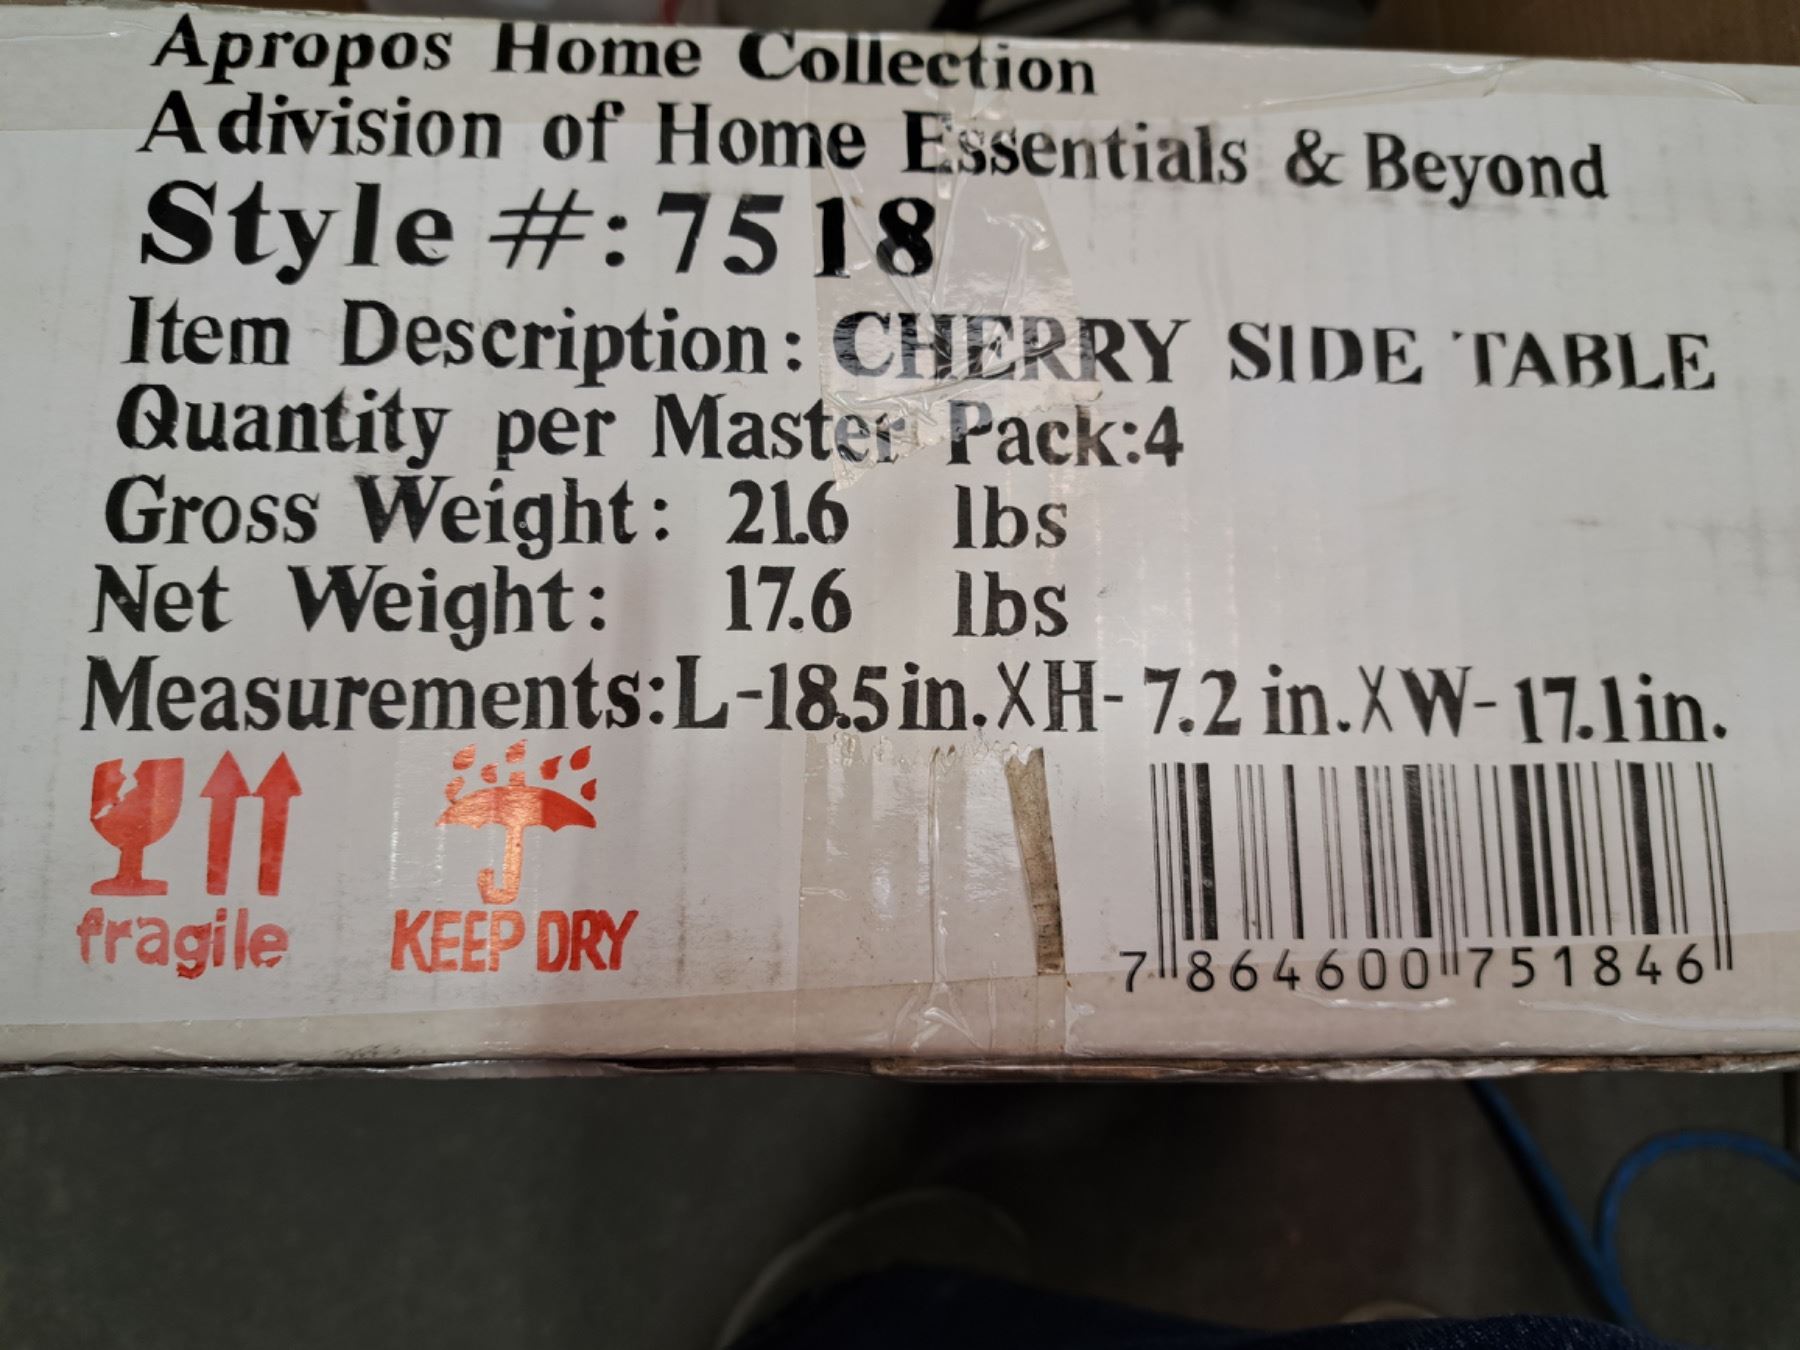 Apropos Home Collection
A division of Home Essentials & Beyond
Style #: 7518
Item Description: CHERRY SIDE TABLE
Quantity per Master Pack:4
Gross Weight: 21.6 lbs
Net Weight: 17.6 lbs
Measurements:L-18.5in.XH-7.2 in.XW-17.1in.
fragile KEEP DRY
7 864600 751846